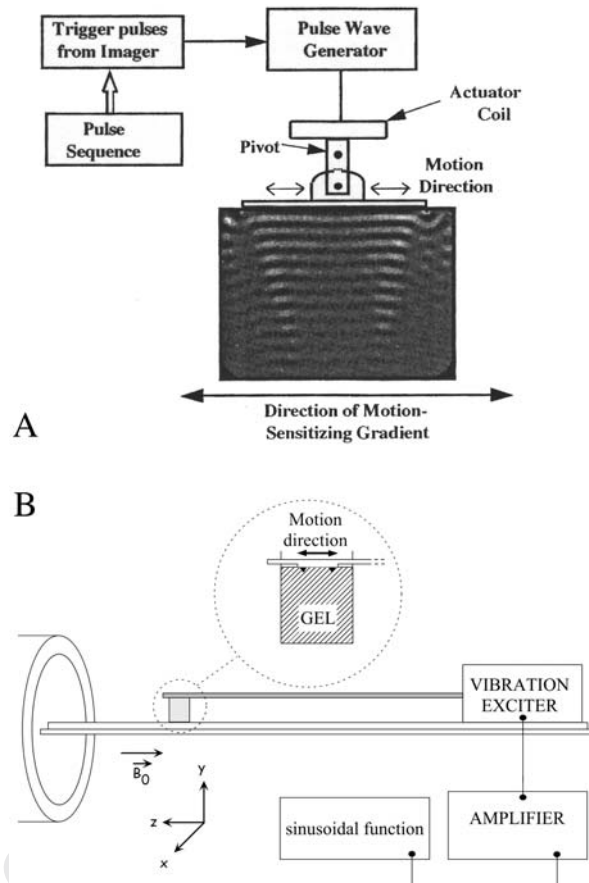 Trigger pulses
from Imager
Pulse Wave
Generator
Pulse
Sequence
Actuator
Coil
Pivot
Motion
Direction
Direction of Motion-
Sensitizing Gradient
A
B
Motion
direction
GEL
VIBRATION
EXCITER
B₀
y
z
x
sinusoidal function
AMPLIFIER